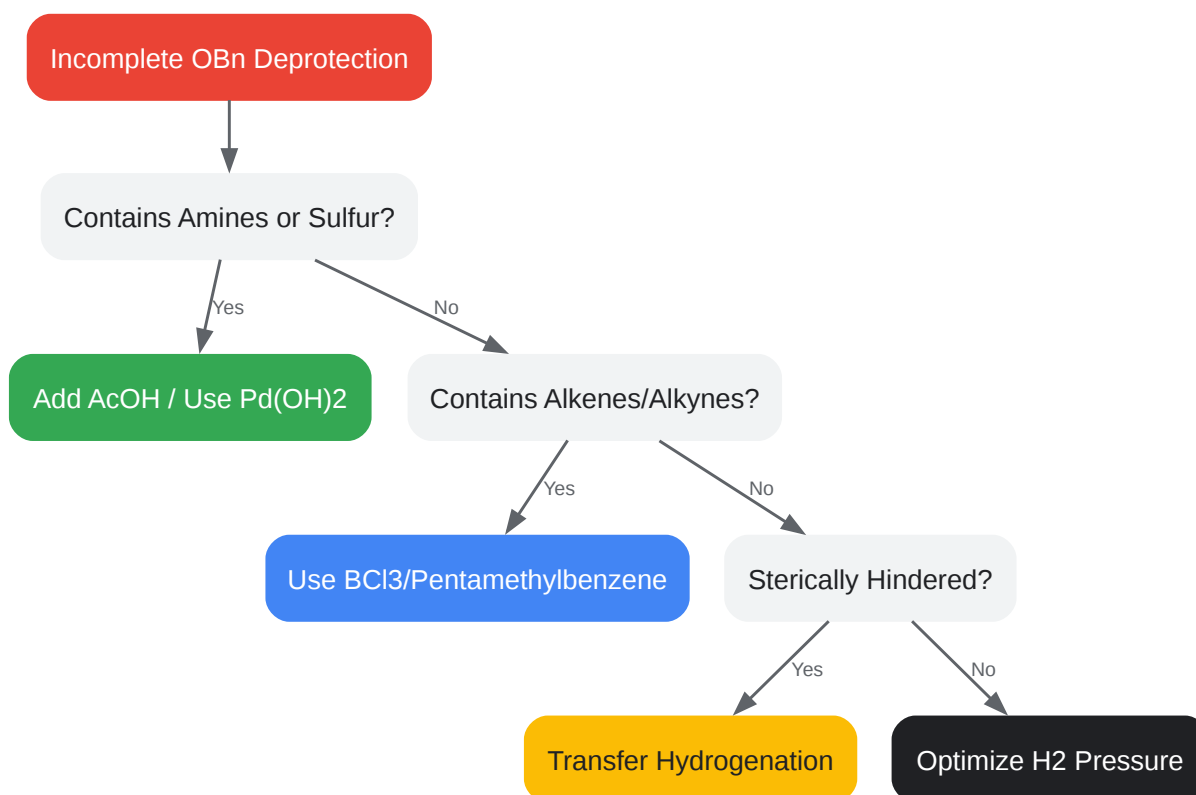 Incomplete OBn Deprotection
Contains Amines or Sulfur?
Yes
No
Add AcOH / Use Pd(OH)2
Contains Alkenes/Alkynes?
Yes
No
Use BCl3/Pentamethylbenzene
Sterically Hindered?
Yes
No
Transfer Hydrogenation
Optimize H2 Pressure